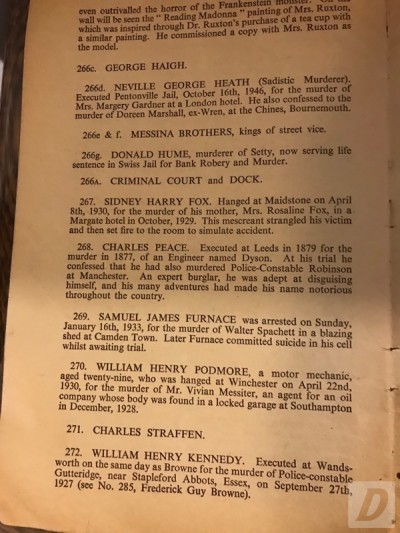 even outrivalled the horror of the Frankenstein monster. On the
wall will be seen the "Reading Madonna" painting of Mrs. Ruxton,
which was inspired through Dr. Ruxton's purchase of a tea cup with
a similar painting. He commissioned a copy with Mrs. Ruxton as
the model.
266c. GEORGE HAIGH.
266d. NEVILLE GEORGE HEATH (Sadistic Murderer).
Executed Pentonville Jail, October 16th, 1946, for the murder of
Mrs. Margery Gardner at a London hotel. He also confessed to the
murder of Doreen Marshall, ex-Wren, at the Chines, Bournemouth.
266e & f. MESSINA BROTHERS, kings of street vice.
266g. DONALD HUME, murderer of Setty, now serving life
sentence in Swiss Jail for Bank Robery and Murder.
266A. CRIMINAL COURT and DOCK.
267. SIDNEY HARRY FOX. Hanged at Maidstone on April
8th, 1930, for the murder of his mother, Mrs. Rosaline Fox, in a
Margate hotel in October, 1929. This mescreant strangled his victim
and then set fire to the room to simulate accident.
268. CHARLES PEACE. Executed at Leeds in 1879 for the
murder in 1877, of an Engineer named Dyson. At his trial he
confessed that he had also murdered Police-Constable Robinson
at Manchester. An expert burglar, he was adept at disguising
himself, and his many adventures had made his name notorious
throughout the country.
269. SAMUEL JAMES FURNACE was arrested on Sunday,
January 16th, 1933, for the murder of Walter Spachett in a blazing
shed at Camden Town. Later Furnace committed suicide in his cell
whilst awaiting trial.
270. WILLIAM HENRY PODMORE, a motor mechanic,
aged twenty-nine, who was hanged at Winchester on April 22nd,
1930, for the murder of Mr. Vivian Messiter, an agent for an oil
company whose body was found in a locked garage at Southampton
in December, 1928.
271. CHARLES STRAFFEN.
272. WILLIAM HENRY KENNEDY. Executed at Wands-
worth on the same day as Browne for the murder of Police-constable
Gutteridge, near Stapleford Abbots, Essex, on September 27th,
1927 (see No. 285, Frederick Guy Browne).
D